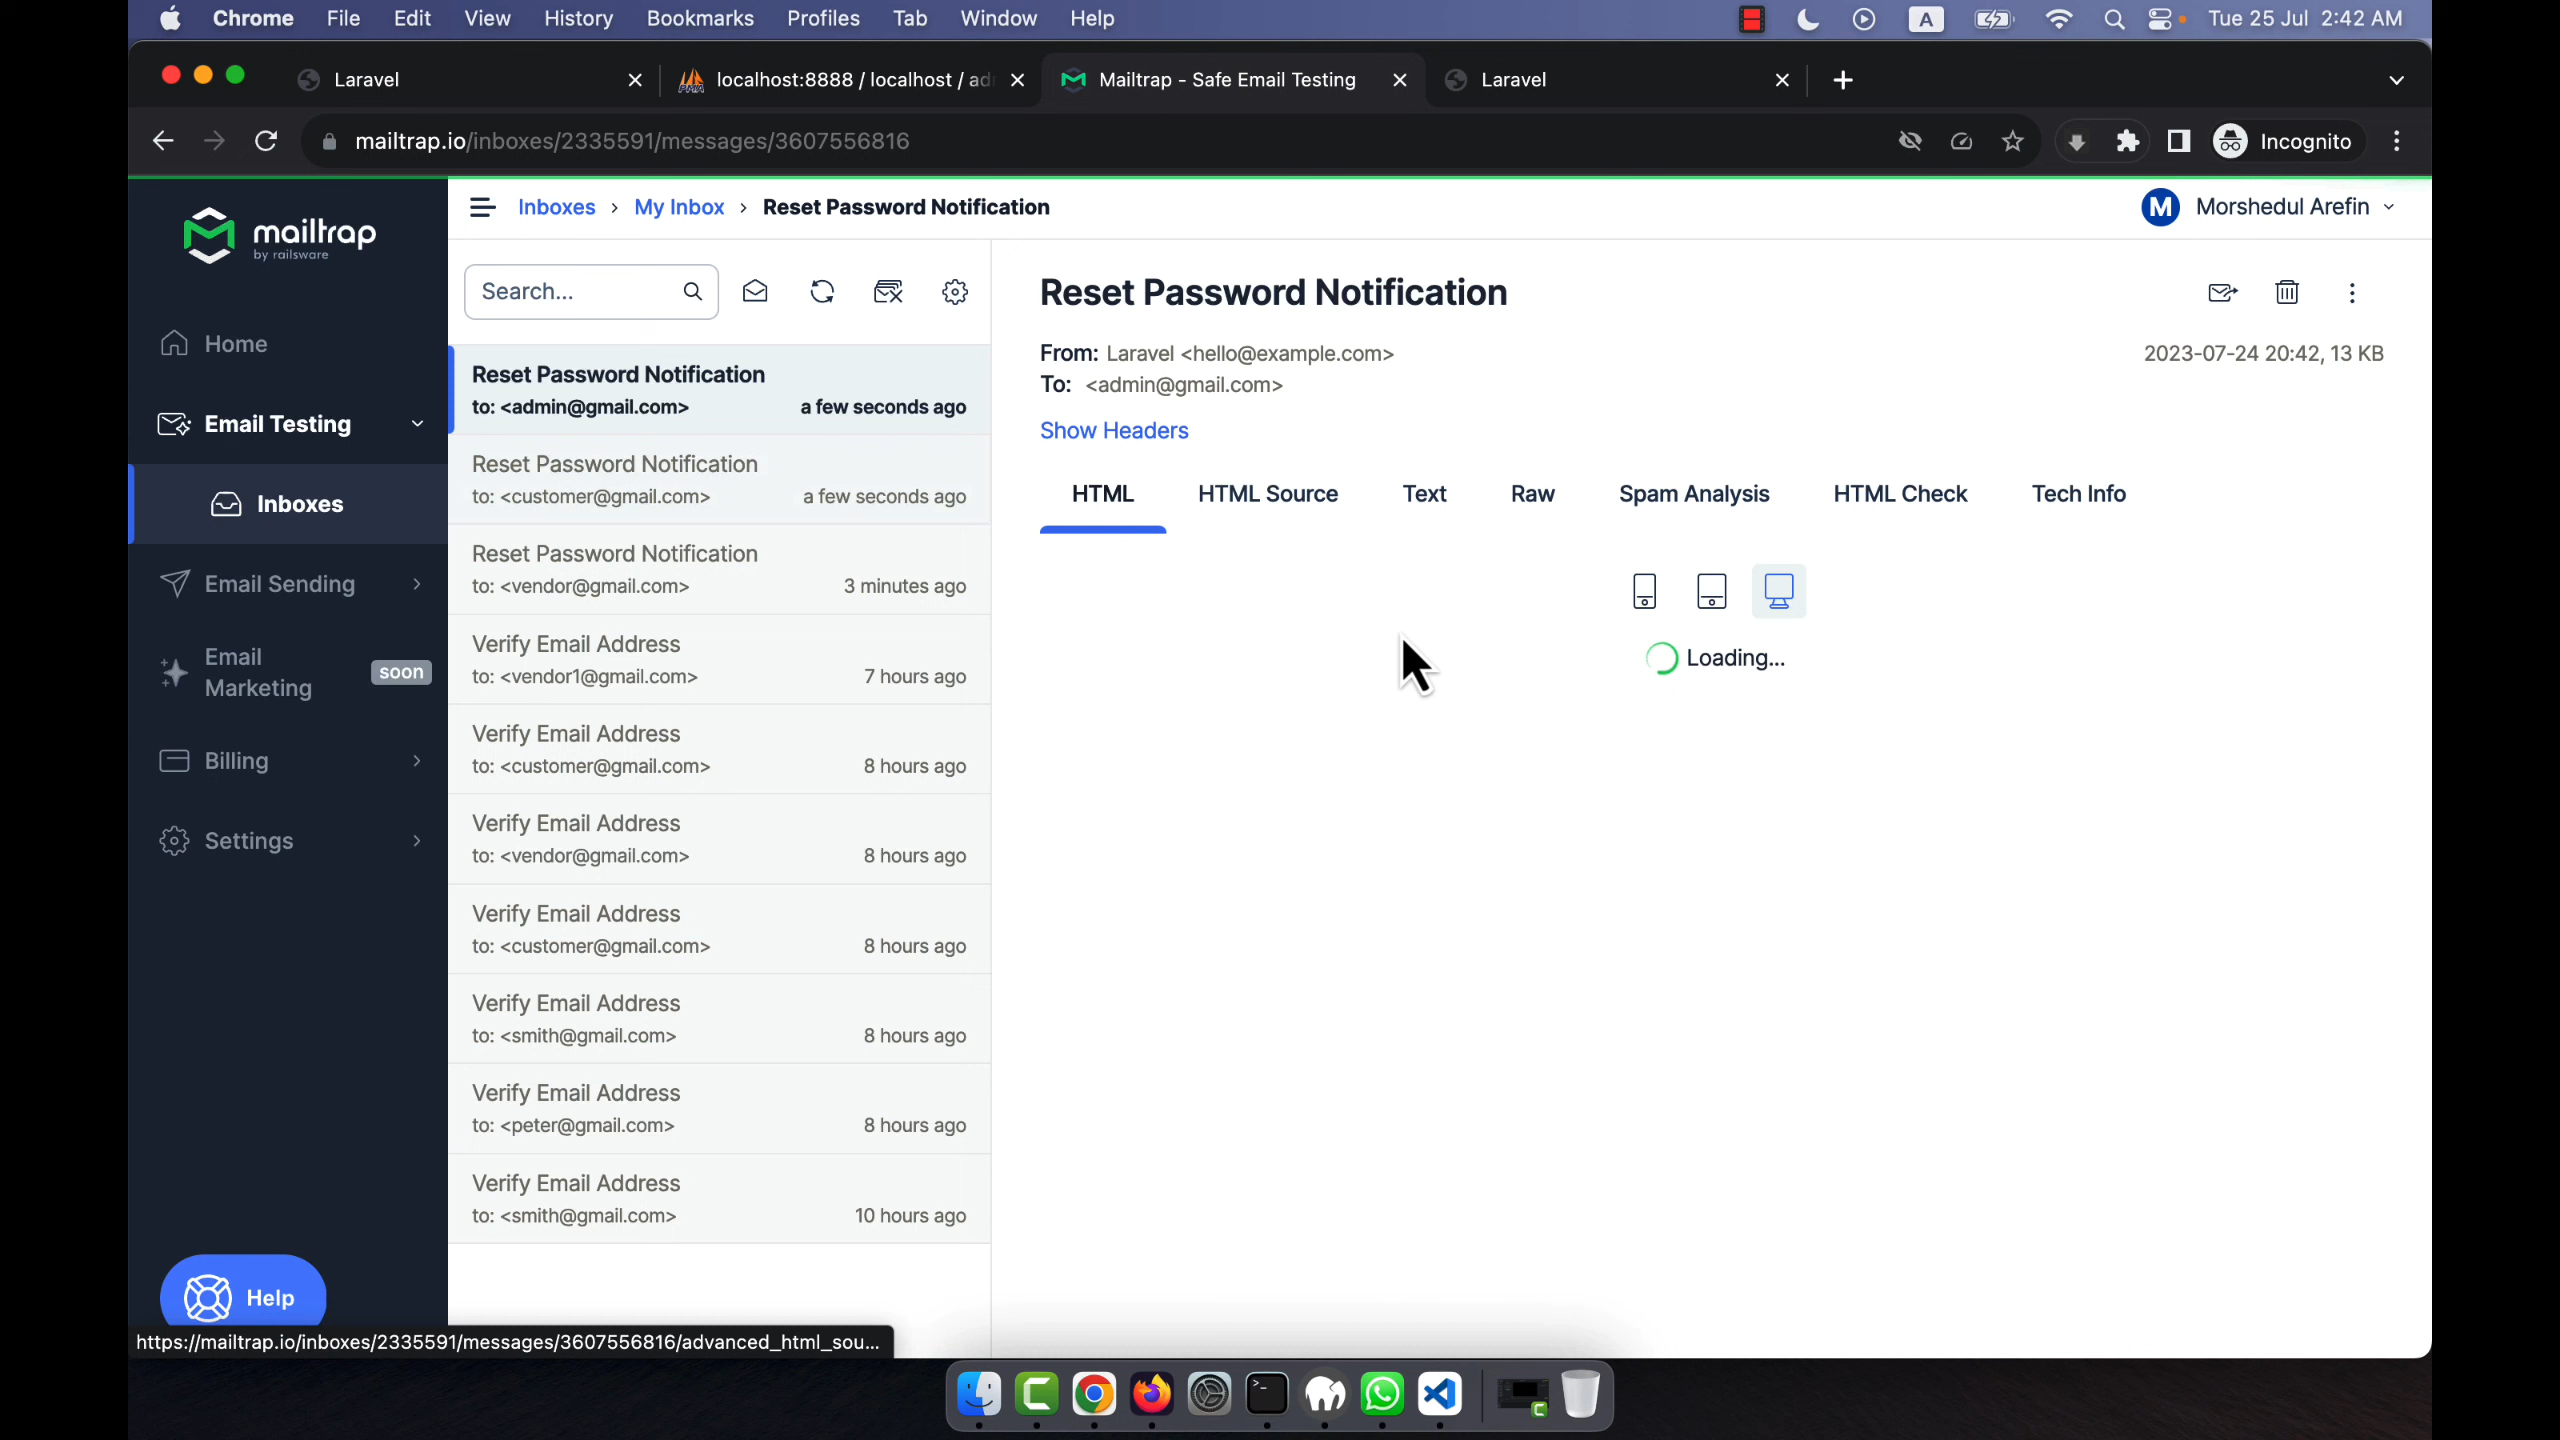 Chrome File Edit View History Bookmarks Profiles Tab Window Help
A
Tue 25 Jul 2:42 AM
Laravel
localhost:8888 / localhost / ad
Mailtrap - Safe Email Testing
Laravel
mailtrap.io/inboxes/2335591/messages/3607556816
Incognito
mailtrap
by railsware
Home
Email Testing
Inboxes
Email Sending
Email
Marketing
soon
Billing
Settings
Help
Inboxes › My Inbox › Reset Password Notification
M Morshedul Arefin
Search...
Reset Password Notification
to: <admin@gmail.com> a few seconds ago
Reset Password Notification
to: <customer@gmail.com> a few seconds ago
Reset Password Notification
to: <vendor@gmail.com> 3 minutes ago
Verify Email Address
to: <vendor1@gmail.com> 7 hours ago
Verify Email Address
to: <customer@gmail.com> 8 hours ago
Verify Email Address
to: <vendor@gmail.com> 8 hours ago
Verify Email Address
to: <customer@gmail.com> 8 hours ago
Verify Email Address
to: <smith@gmail.com> 8 hours ago
Verify Email Address
to: <peter@gmail.com> 8 hours ago
Verify Email Address
to: <smith@gmail.com> 10 hours ago
Reset Password Notification
From: Laravel <hello@example.com>
2023-07-24 20:42, 13 KB
To: <admin@gmail.com>
Show Headers
HTML HTML Source Text Raw Spam Analysis HTML Check Tech Info
Loading...
https://mailtrap.io/inboxes/2335591/messages/3607556816/advanced_html_sou...